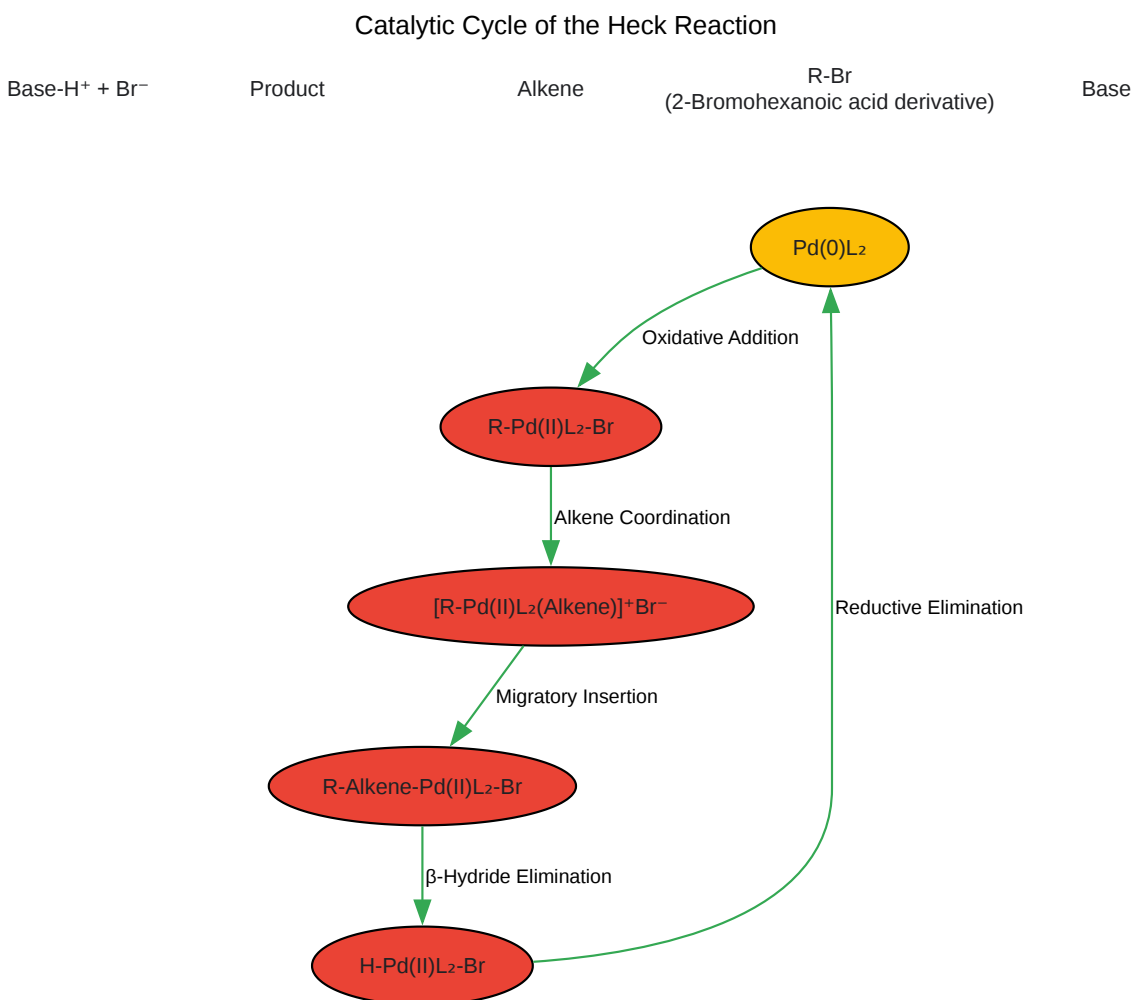 Catalytic Cycle of the Heck Reaction
Base-H⁺ + Br⁻
Product
Alkene
R-Br
(2-Bromohexanoic acid derivative)
Base
Pd(0)L₂
Oxidative Addition
R-Pd(II)L₂-Br
Alkene Coordination
[R-Pd(II)L₂(Alkene)]⁺Br⁻
Reductive Elimination
Migratory Insertion
R-Alkene-Pd(II)L₂-Br
β-Hydride Elimination
H-Pd(II)L₂-Br